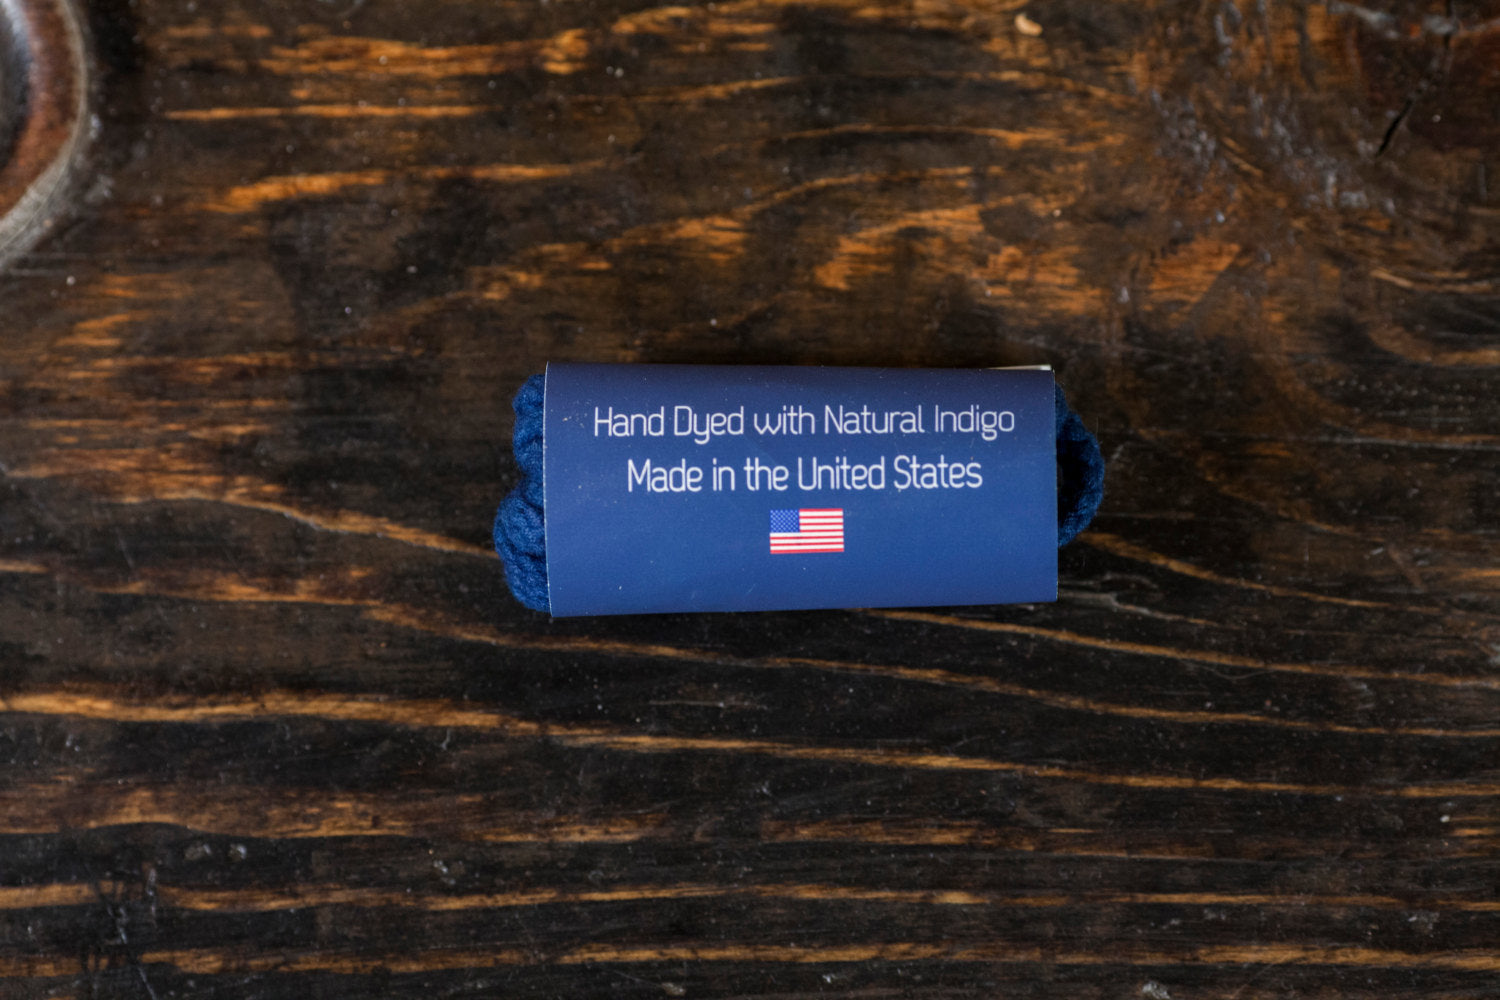 Hand Dyed with Natural Indigo
Made in the United States